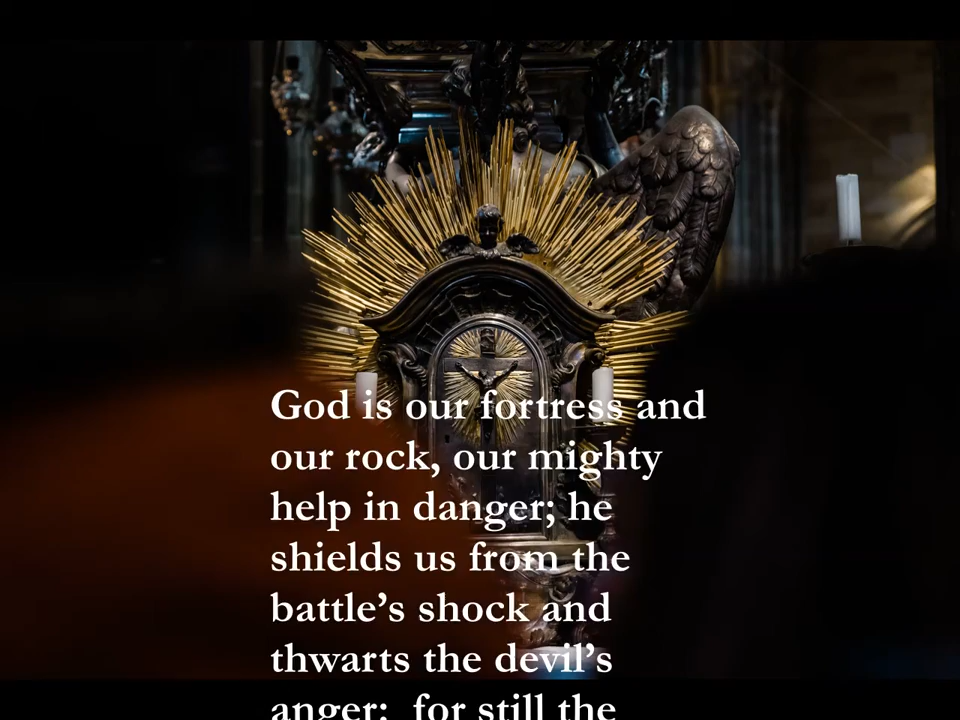 God is our fortress and
our rock, our mighty
help in danger; he
shields us from the
battle’s shock and
thwarts the devil’s
anger;  for still the